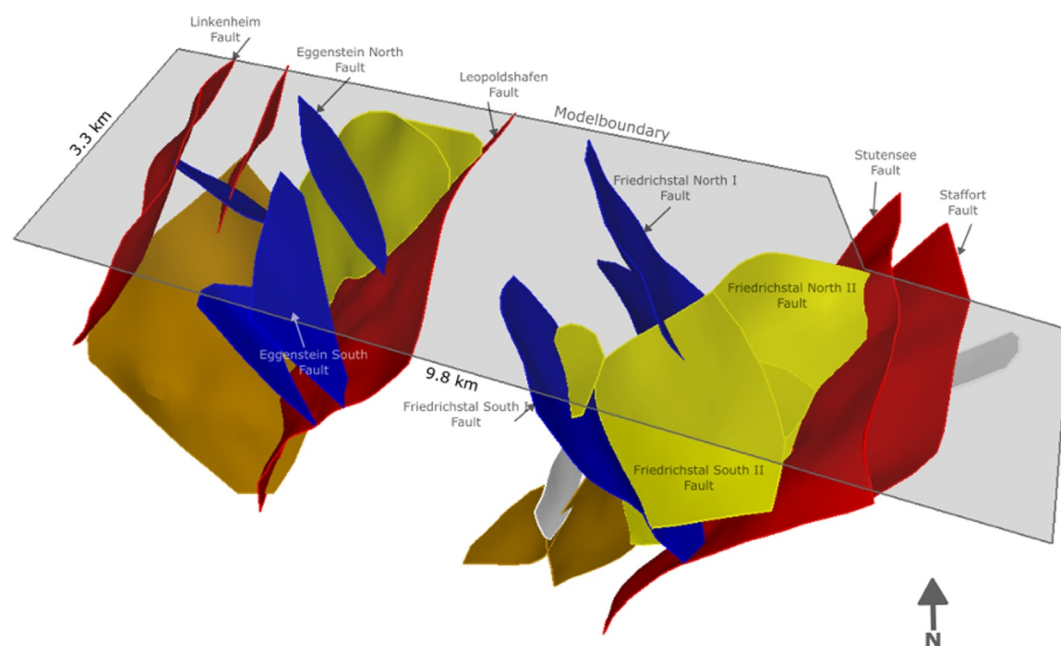 Linkenheim
Fault
Eggenstein North
Fault
Leopoldshafen
Fault
Modelboundary
3.3 km
Stutensee
Fault
Friedrichstal North I
Fault
Staffort
Fault
Friedrichstal North II
Fault
Eggenstein South
Fault
9.8 km
Friedrichstal South I
Fault
Friedrichstal South II
Fault
N